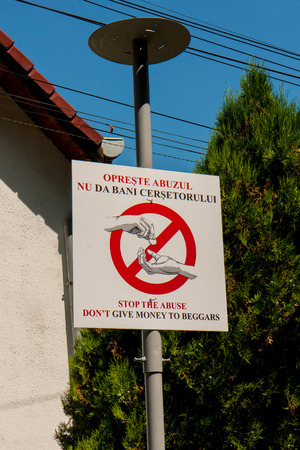 OPREȘTE ABUZUL
NU DA BANI CERȘETORULUI
STOP THE ABUSE
DON'T GIVE MONEY TO BEGGARS